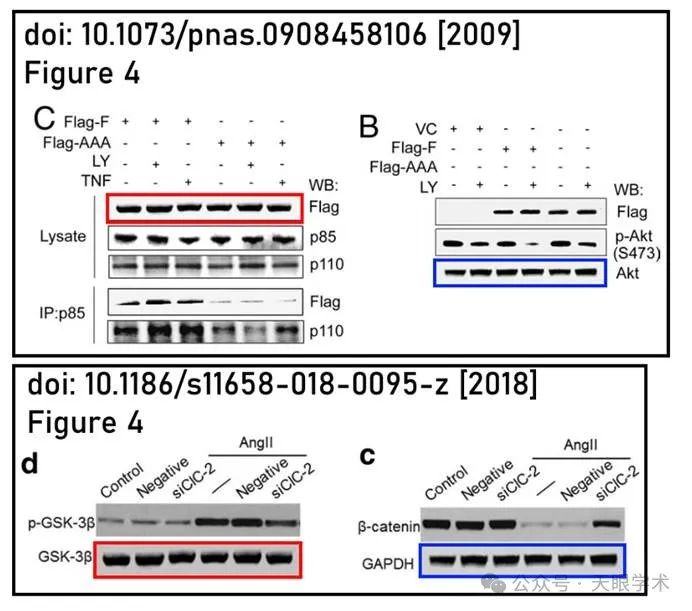 doi: 10.1073/pnas.0908458106 [2009]
Figure 4
C
Flag-F + + + - - -
Flag-AAA - - - + + +
LY - + - - + -
TNF - - + - - +
WB:
Flag
Lysate
p85
p110
IP:p85
Flag
p110
B
VC + + - - - -
Flag-F - - + + - -
Flag-AAA - - - -
LY - + - + - +
WB:
Flag
p-Akt
(S473)
Akt
doi: 10.1186/s11658-018-0095-z [2018]
Figure 4
d
AngII
Control Negative siClC-2 — Negative siClC-2
p-GSK-3β
GSK-3β
c
AngII
Control Negative siClC-2 — Negative siClC-2
β-catenin
GAPDH
公众号 · 天眼学术